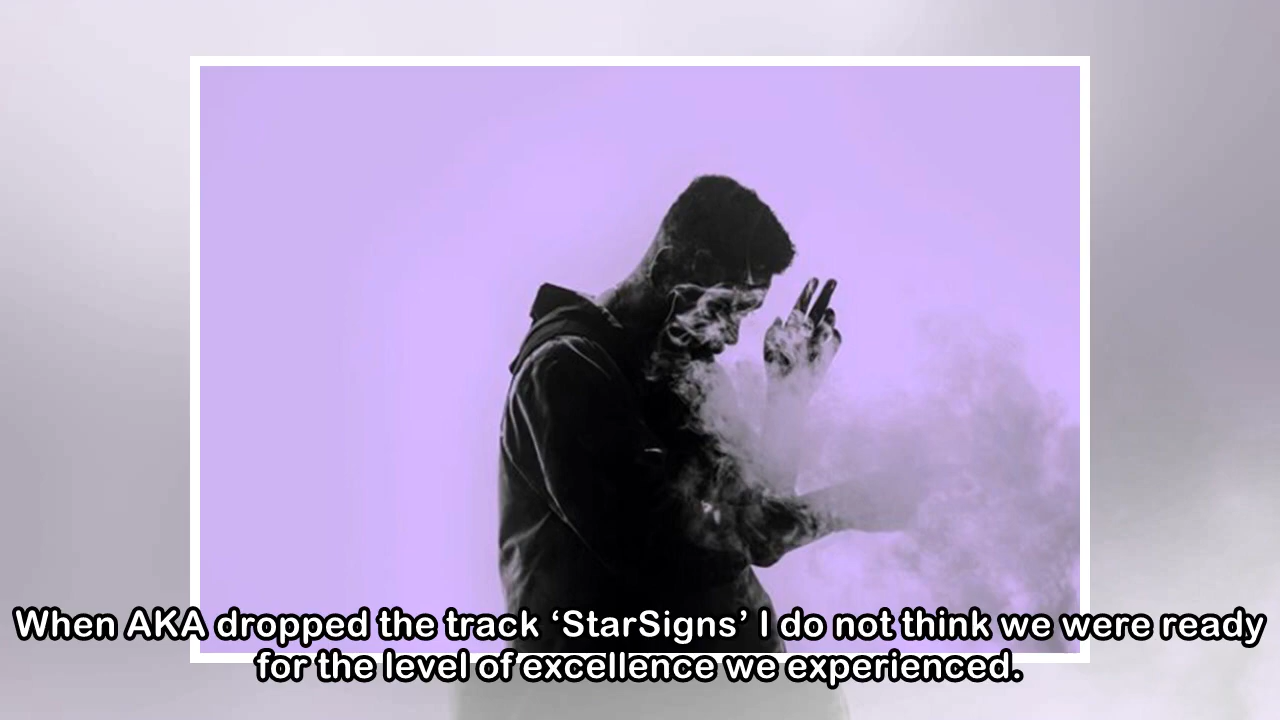 When AKA dropped the track ‘StarSigns’ I do not think we were ready
for the level of excellence we experienced.